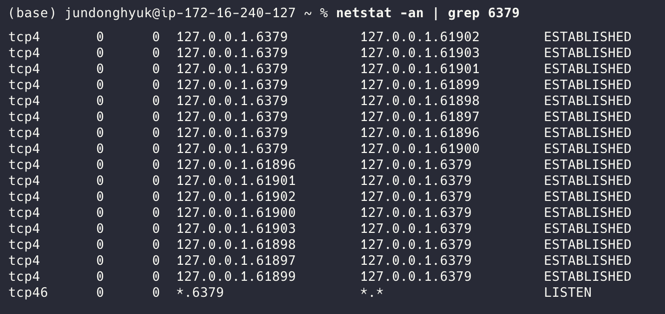 (base) jundonghyuk@ip-172-16-240-127 ~ % netstat -an | grep 6379
tcp4       0      0  127.0.0.1.6379         127.0.0.1.61902        ESTABLISHED
tcp4       0      0  127.0.0.1.6379         127.0.0.1.61903        ESTABLISHED
tcp4       0      0  127.0.0.1.6379         127.0.0.1.61901        ESTABLISHED
tcp4       0      0  127.0.0.1.6379         127.0.0.1.61899        ESTABLISHED
tcp4       0      0  127.0.0.1.6379         127.0.0.1.61898        ESTABLISHED
tcp4       0      0  127.0.0.1.6379         127.0.0.1.61897        ESTABLISHED
tcp4       0      0  127.0.0.1.6379         127.0.0.1.61896        ESTABLISHED
tcp4       0      0  127.0.0.1.6379         127.0.0.1.61900        ESTABLISHED
tcp4       0      0  127.0.0.1.61896        127.0.0.1.6379         ESTABLISHED
tcp4       0      0  127.0.0.1.61901        127.0.0.1.6379         ESTABLISHED
tcp4       0      0  127.0.0.1.61902        127.0.0.1.6379         ESTABLISHED
tcp4       0      0  127.0.0.1.61900        127.0.0.1.6379         ESTABLISHED
tcp4       0      0  127.0.0.1.61903        127.0.0.1.6379         ESTABLISHED
tcp4       0      0  127.0.0.1.61898        127.0.0.1.6379         ESTABLISHED
tcp4       0      0  127.0.0.1.61897        127.0.0.1.6379         ESTABLISHED
tcp4       0      0  127.0.0.1.61899        127.0.0.1.6379         ESTABLISHED
tcp46      0      0  *.6379                 *.*                    LISTEN